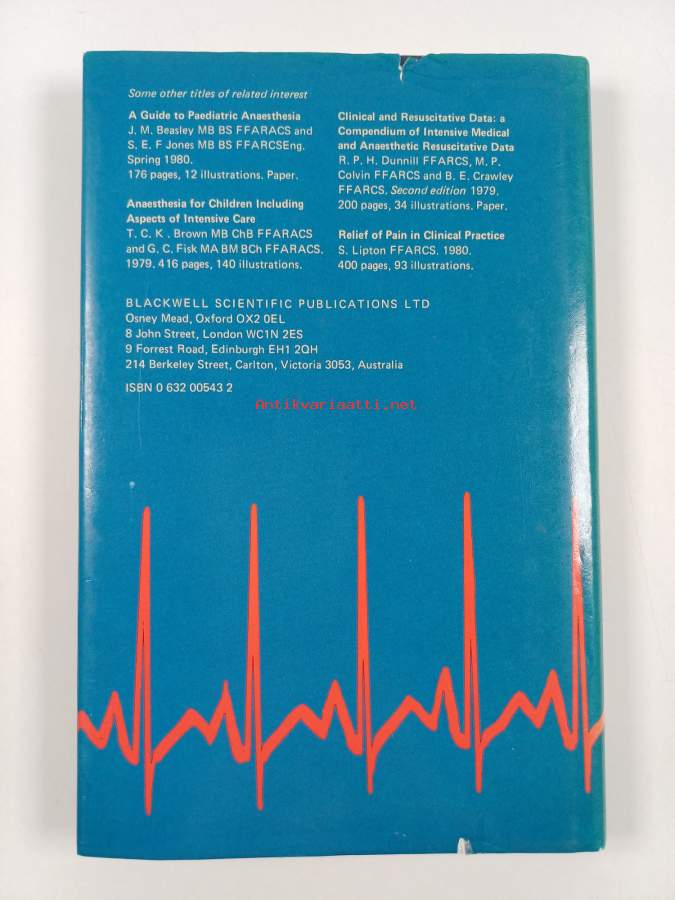 Some other titles of related interest
A Guide to Paediatric Anaesthesia
J. M. Beasley MB BS FFARACS and
S. E. F Jones MB BS FFARCSEng.
Spring 1980.
176 pages, 12 illustrations. Paper.
Anaesthesia for Children Including
Aspects of Intensive Care
T. C. K . Brown MB ChB FFARACS
and G. C. Fisk MA BM BCh FFARACS.
1979. 416 pages, 140 illustrations.
Clinical and Resuscitative Data: a
Compendium of Intensive Medical
and Anaesthetic Resuscitative Data
R. P. H. Dunnill FFARCS, M. P.
Colvin FFARCS and B. E. Crawley
FFARCS. Second edition 1979.
200 pages, 34 illustrations. Paper.
Relief of Pain in Clinical Practice
S. Lipton FFARCS. 1980.
400 pages, 93 illustrations.
BLACKWELL SCIENTIFIC PUBLICATIONS LTD
Osney Mead, Oxford OX2 0EL
8 John Street, London WC1N 2ES
9 Forrest Road, Edinburgh EH1 2QH
214 Berkeley Street, Carlton, Victoria 3053, Australia
ISBN 0 632 00543 2
Antikvariaatti.net